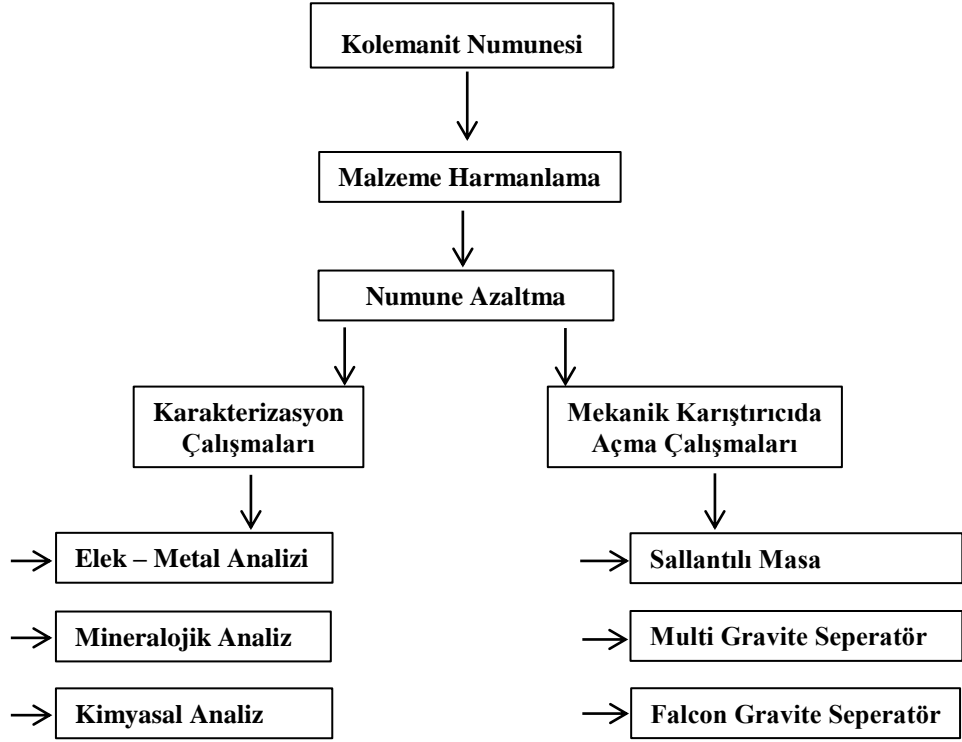 Kolemanit Numunesi
Malzeme Harmanlama
Numune Azaltma
Karakterizasyon
Çalışmaları
Mekanik Karıştırıcıda
Açma Çalışmaları
Elek – Metal Analizi
Mineralojik Analiz
Kimyasal Analiz
Sallantılı Masa
Multi Gravite Seperatör
Falcon Gravite Seperatör